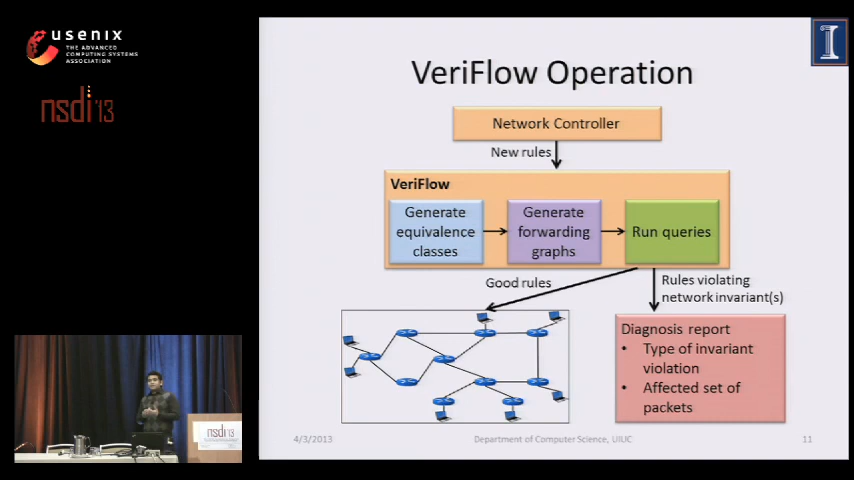 usenix
THE ADVANCED
COMPUTING SYSTEMS
ASSOCIATION
nsdi '13
I
VeriFlow Operation
Network Controller
New rules
VeriFlow
Generate
equivalence
classes
Generate
forwarding
graphs
Run queries
Good rules
Rules violating
network invariant(s)
Diagnosis report
• Type of invariant
violation
• Affected set of
packets
nsdi'13
4/3/2013
Department of Computer Science, UIUC
11